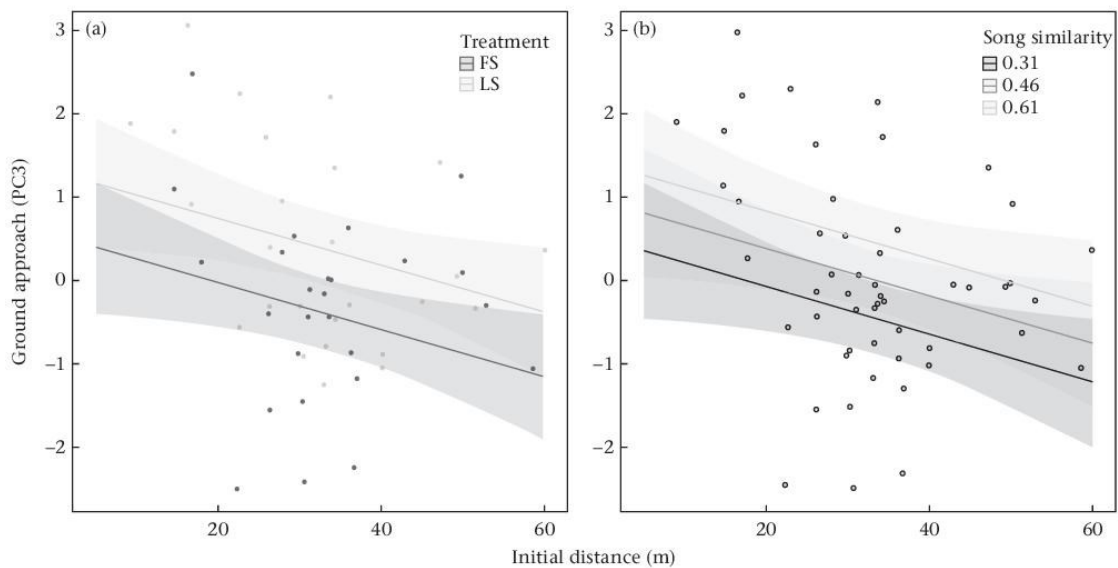 (a)
Treatment
FS
LS
(b)
Song similarity
0.31
0.46
0.61
Ground approach (PC3)
3
2
1
0
−1
−2
3
2
1
0
−1
−2
20
40
60
20
40
60
Initial distance (m)